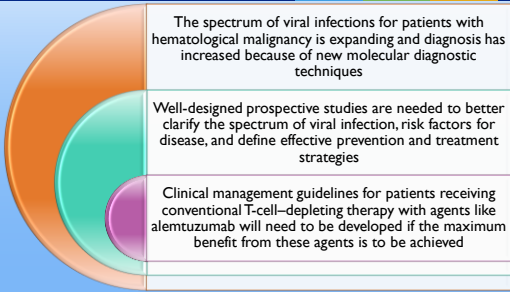 The spectrum of viral infections for patients with
hematological malignancy is expanding and diagnosis has
increased because of new molecular diagnostic
techniques
Well-designed prospective studies are needed to better
clarify the spectrum of viral infection, risk factors for
disease, and define effective prevention and treatment
strategies
Clinical management guidelines for patients receiving
conventional T-cell–depleting therapy with agents like
alemtuzumab will need to be developed if the maximum
benefit from these agents is to be achieved